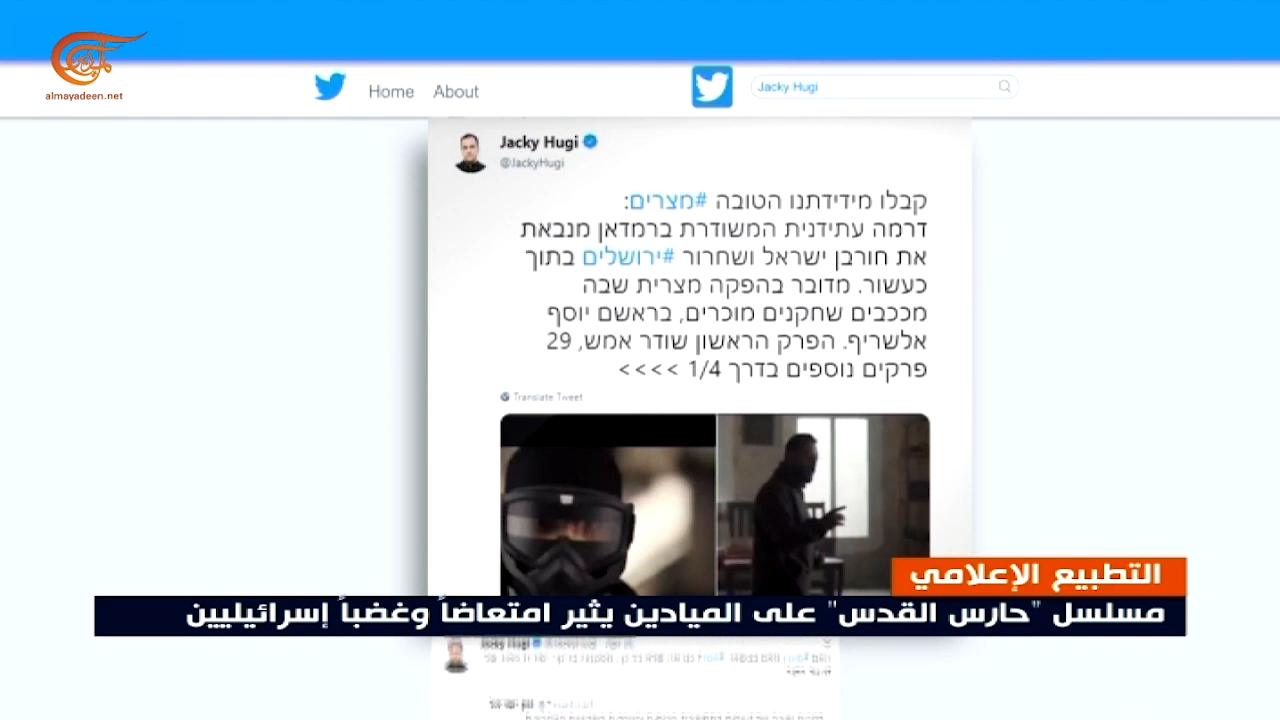 الميادين
almayadeen.net
Home About
Jacky Hugi
Jacky Hugi
@JackyHugi
קבלו מידידתנו הטובה #מצרים:
דרמה עתידנית המשודרת ברמדאן מנבאת
את חורבן ישראל ושחרור #ירושלים בתוך
כעשור. מדובר בהפקה מצרית שבה
מככבים שחקנים מוכרים, בראשם יוסף
אלשריף. הפרק הראשון שודר אמש, 29
פרקים נוספים בדרך 1/4 >>>>
Translate Tweet
التطبيع الإعلامي
مسلسل "حارس القدس" على الميادين يثير امتعاضاً وغضباً إسرائيليين
Jacky Hugi